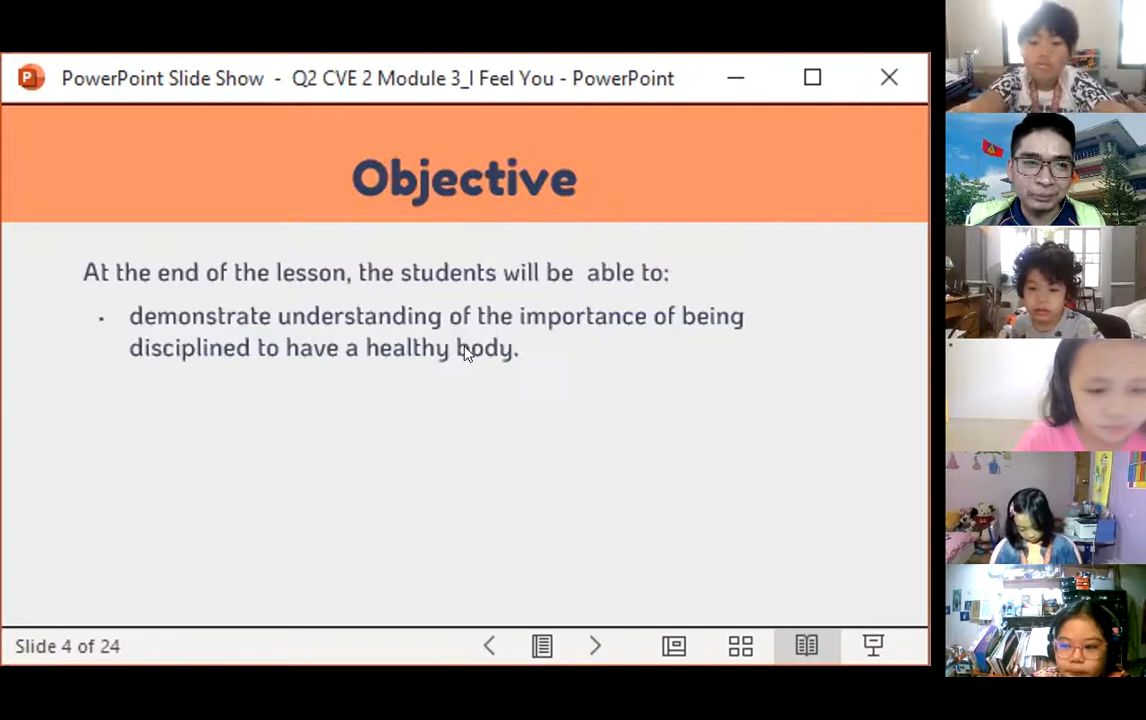 PowerPoint Slide Show - Q2 CVE 2 Module 3_I Feel You - PowerPoint
Objective
At the end of the lesson, the students will be able to:
· demonstrate understanding of the importance of being
disciplined to have a healthy body.
Slide 4 of 24